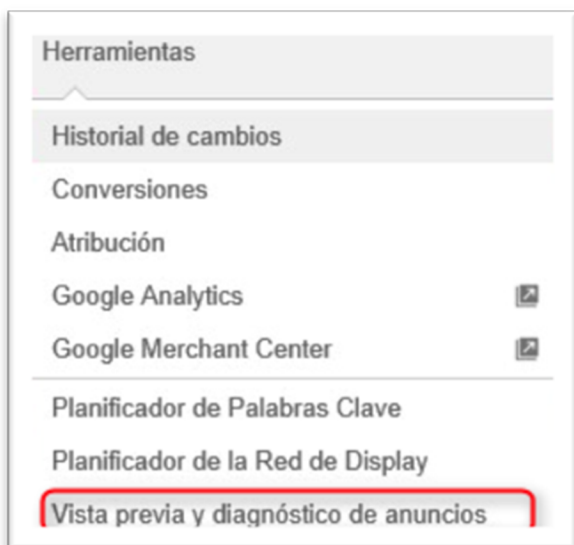 Herramientas
Historial de cambios
Conversiones
Atribución
Google Analytics
Google Merchant Center
Planificador de Palabras Clave
Planificador de la Red de Display
Vista previa y diagnóstico de anuncios